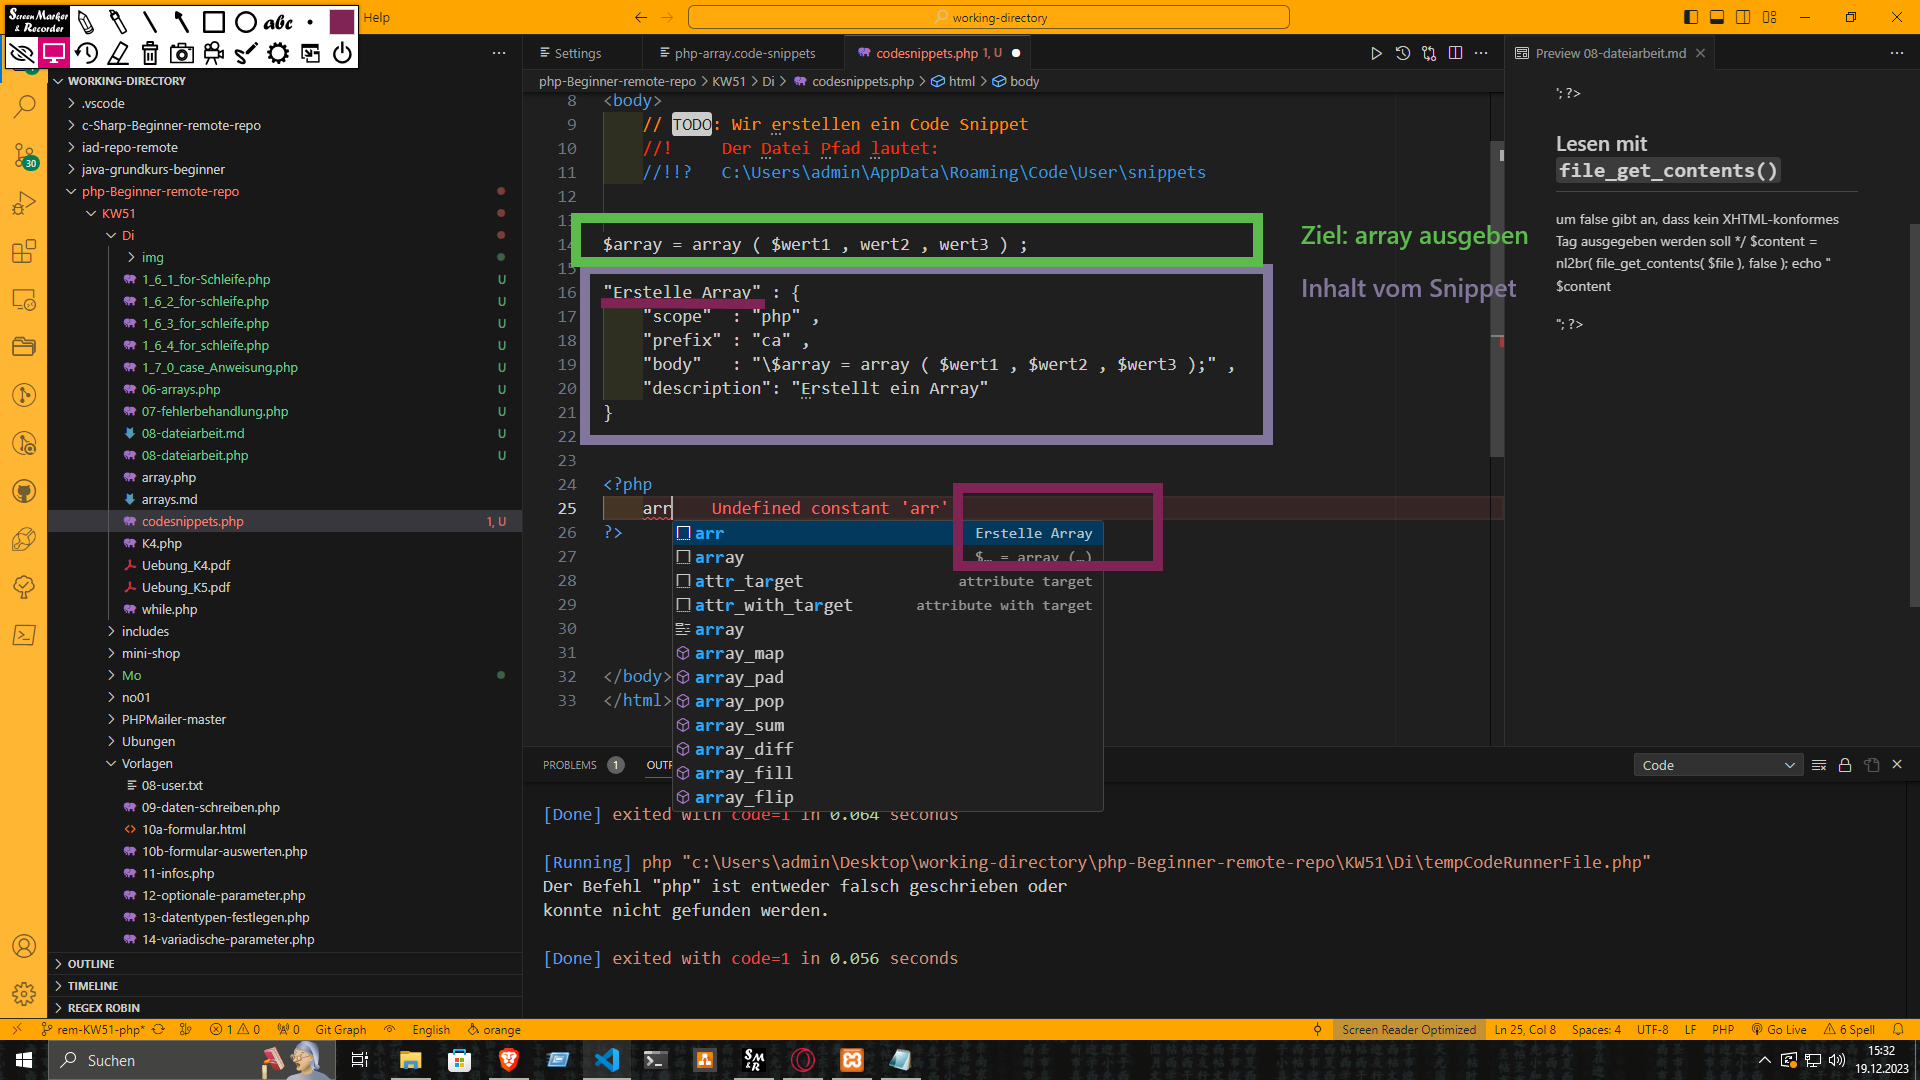 Screen Marker & Recorder
abc
Help
working-directory
Settings
php-array.code-snippets
codesnippets.php 1, U
Preview 08-dateiarbeit.md
php-Beginner-remote-repo > KW51 > Di > codesnippets.php > html > body
WORKING-DIRECTORY
.vscode
c-Sharp-Beginner-remote-repo
iad-repo-remote
java-grundkurs-beginner
php-Beginner-remote-repo
KW51
Di
img
1_6_1_for-Schleife.php U
1_6_2_for-schleife.php U
1_6_3_for_schleife.php U
1_6_4_for_schleife.php U
1_7_0_case_Anweisung.php U
06-arrays.php U
07-fehlerbehandlung.php U
08-dateiarbeit.md U
08-dateiarbeit.php U
array.php
arrays.md
codesnippets.php 1, U
K4.php
Uebung_K4.pdf
Uebung_K5.pdf
while.php
includes
mini-shop
Mo
no01
PHPMailer-master
Ubungen
Vorlagen
08-user.txt
09-daten-schreiben.php
10a-formular.html
10b-formular-auswerten.php
11-infos.php
12-optionale-parameter.php
13-datentypen-festlegen.php
14-variadische-parameter.php
OUTLINE
TIMELINE
REGEX ROBIN
30
8 <body>
9 // TODO: Wir erstellen ein Code Snippet
10 //! Der Datei Pfad lautet:
11 //!!? C:\Users\admin\AppData\Roaming\Code\User\snippets
12
13
14 $array = array ( $wert1 , wert2 , wert3 ) ;
15
16 "Erstelle Array" : {
17 "scope" : "php" ,
18 "prefix" : "ca" ,
19 "body" : "\$array = array ( $wert1 , $wert2 , $wert3 );" ,
20 "description": "Erstellt ein Array"
21 }
22
23
24 <?php
25 arr Undefined constant 'arr'
26 ?>
27
28
29
30
31
32 </body>
33 </html>
Ziel: array ausgeben
Inhalt vom Snippet
arr Erstelle Array
array $… = array (…)
attr_target attribute target
attr_with_target attribute with target
array
array_map
array_pad
array_pop
array_sum
array_diff
array_fill
array_flip
'; ?>
Lesen mit
file_get_contents()
um false gibt an, dass kein XHTML-konformes
Tag ausgegeben werden soll */ $content =
nl2br( file_get_contents( $file ), false ); echo "
$content
"; ?>
PROBLEMS 1
OUTP
Code
[Done] exited with code=1 in 0.064 seconds
[Running] php "c:\Users\admin\Desktop\working-directory\php-Beginner-remote-repo\KW51\Di\tempCodeRunnerFile.php"
Der Befehl "php" ist entweder falsch geschrieben oder
konnte nicht gefunden werden.
[Done] exited with code=1 in 0.056 seconds
rem-KW51-php* 1 0 0 Git Graph English orange
Screen Reader Optimized Ln 25, Col 8 Spaces: 4 UTF-8 LF PHP Go Live 6 Spell
Suchen
SM&R
15:32
19.12.2023